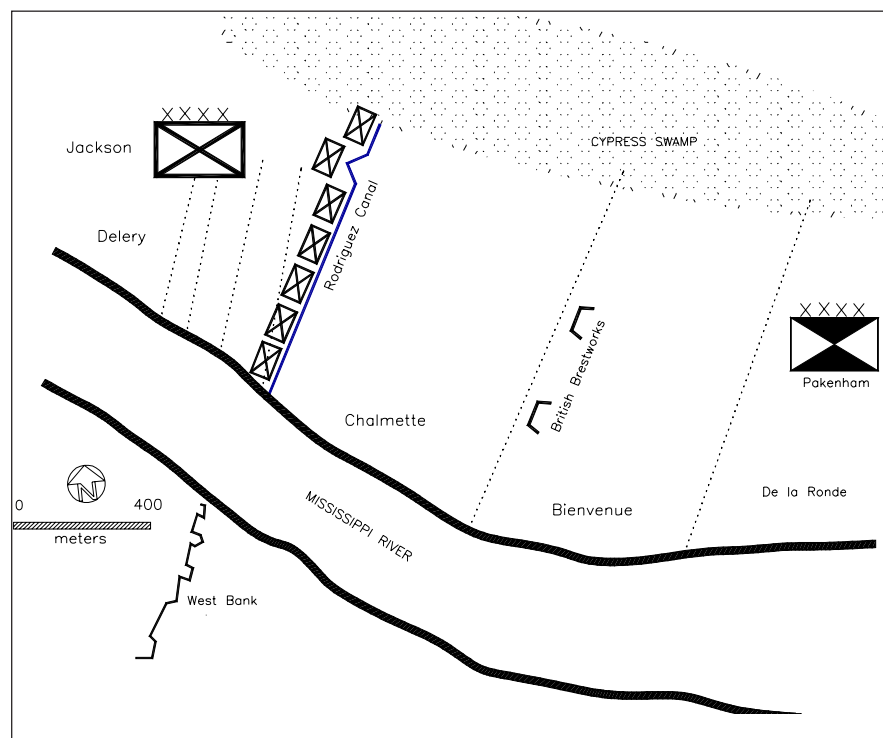 CYPRESS SWAMP
X X X X
Jackson
Rodriguez Canal
Delery
X X X X
British Brestworks
Pakenham
Chalmette
N
0 400
meters
MISSISSIPPI RIVER
Bienvenue
De la Ronde
West Bank